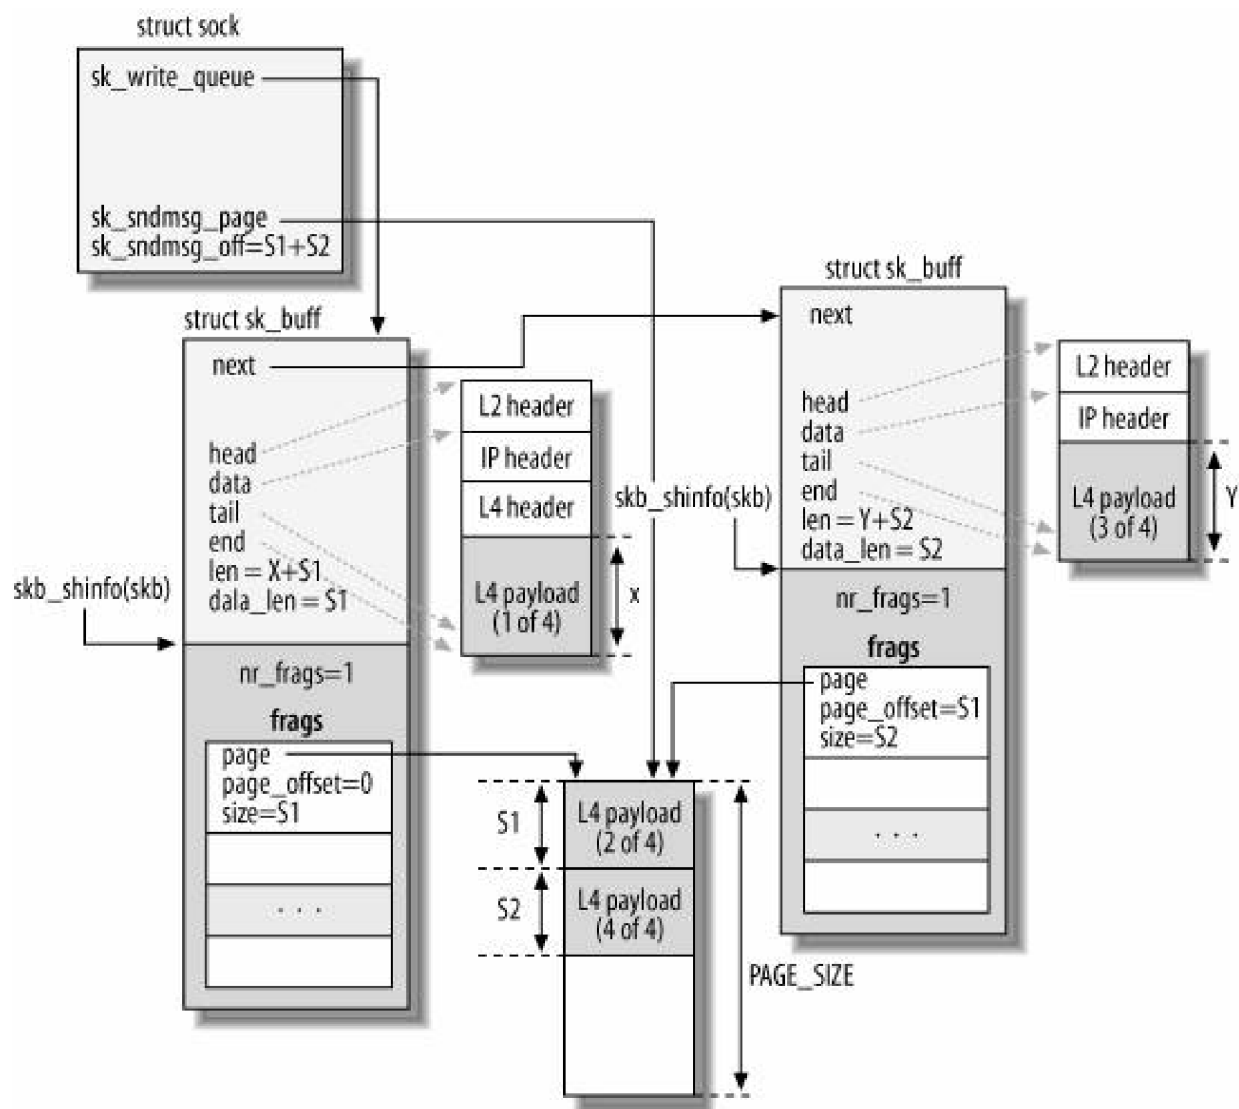 struct sock
sk_write_queue
sk_sndmsg_page
sk_sndmsg_off=S1+S2
struct sk_buff
next
head
data
tail
end
len = X+S1
dala_len = S1
skb_shinfo(skb)
nr_frags=1
frags
page
page_offset=0
size=S1
. . .
L2 header
IP header
L4 header
L4 payload
(1 of 4)
x
struct sk_buff
next
head
data
tail
end
len = Y+S2
data_len = S2
skb_shinfo(skb)
nr_frags=1
frags
page
page_offset=S1
size=S2
. . .
L2 header
IP header
L4 payload
(3 of 4)
Y
S1
L4 payload
(2 of 4)
S2
L4 payload
(4 of 4)
PAGE_SIZE